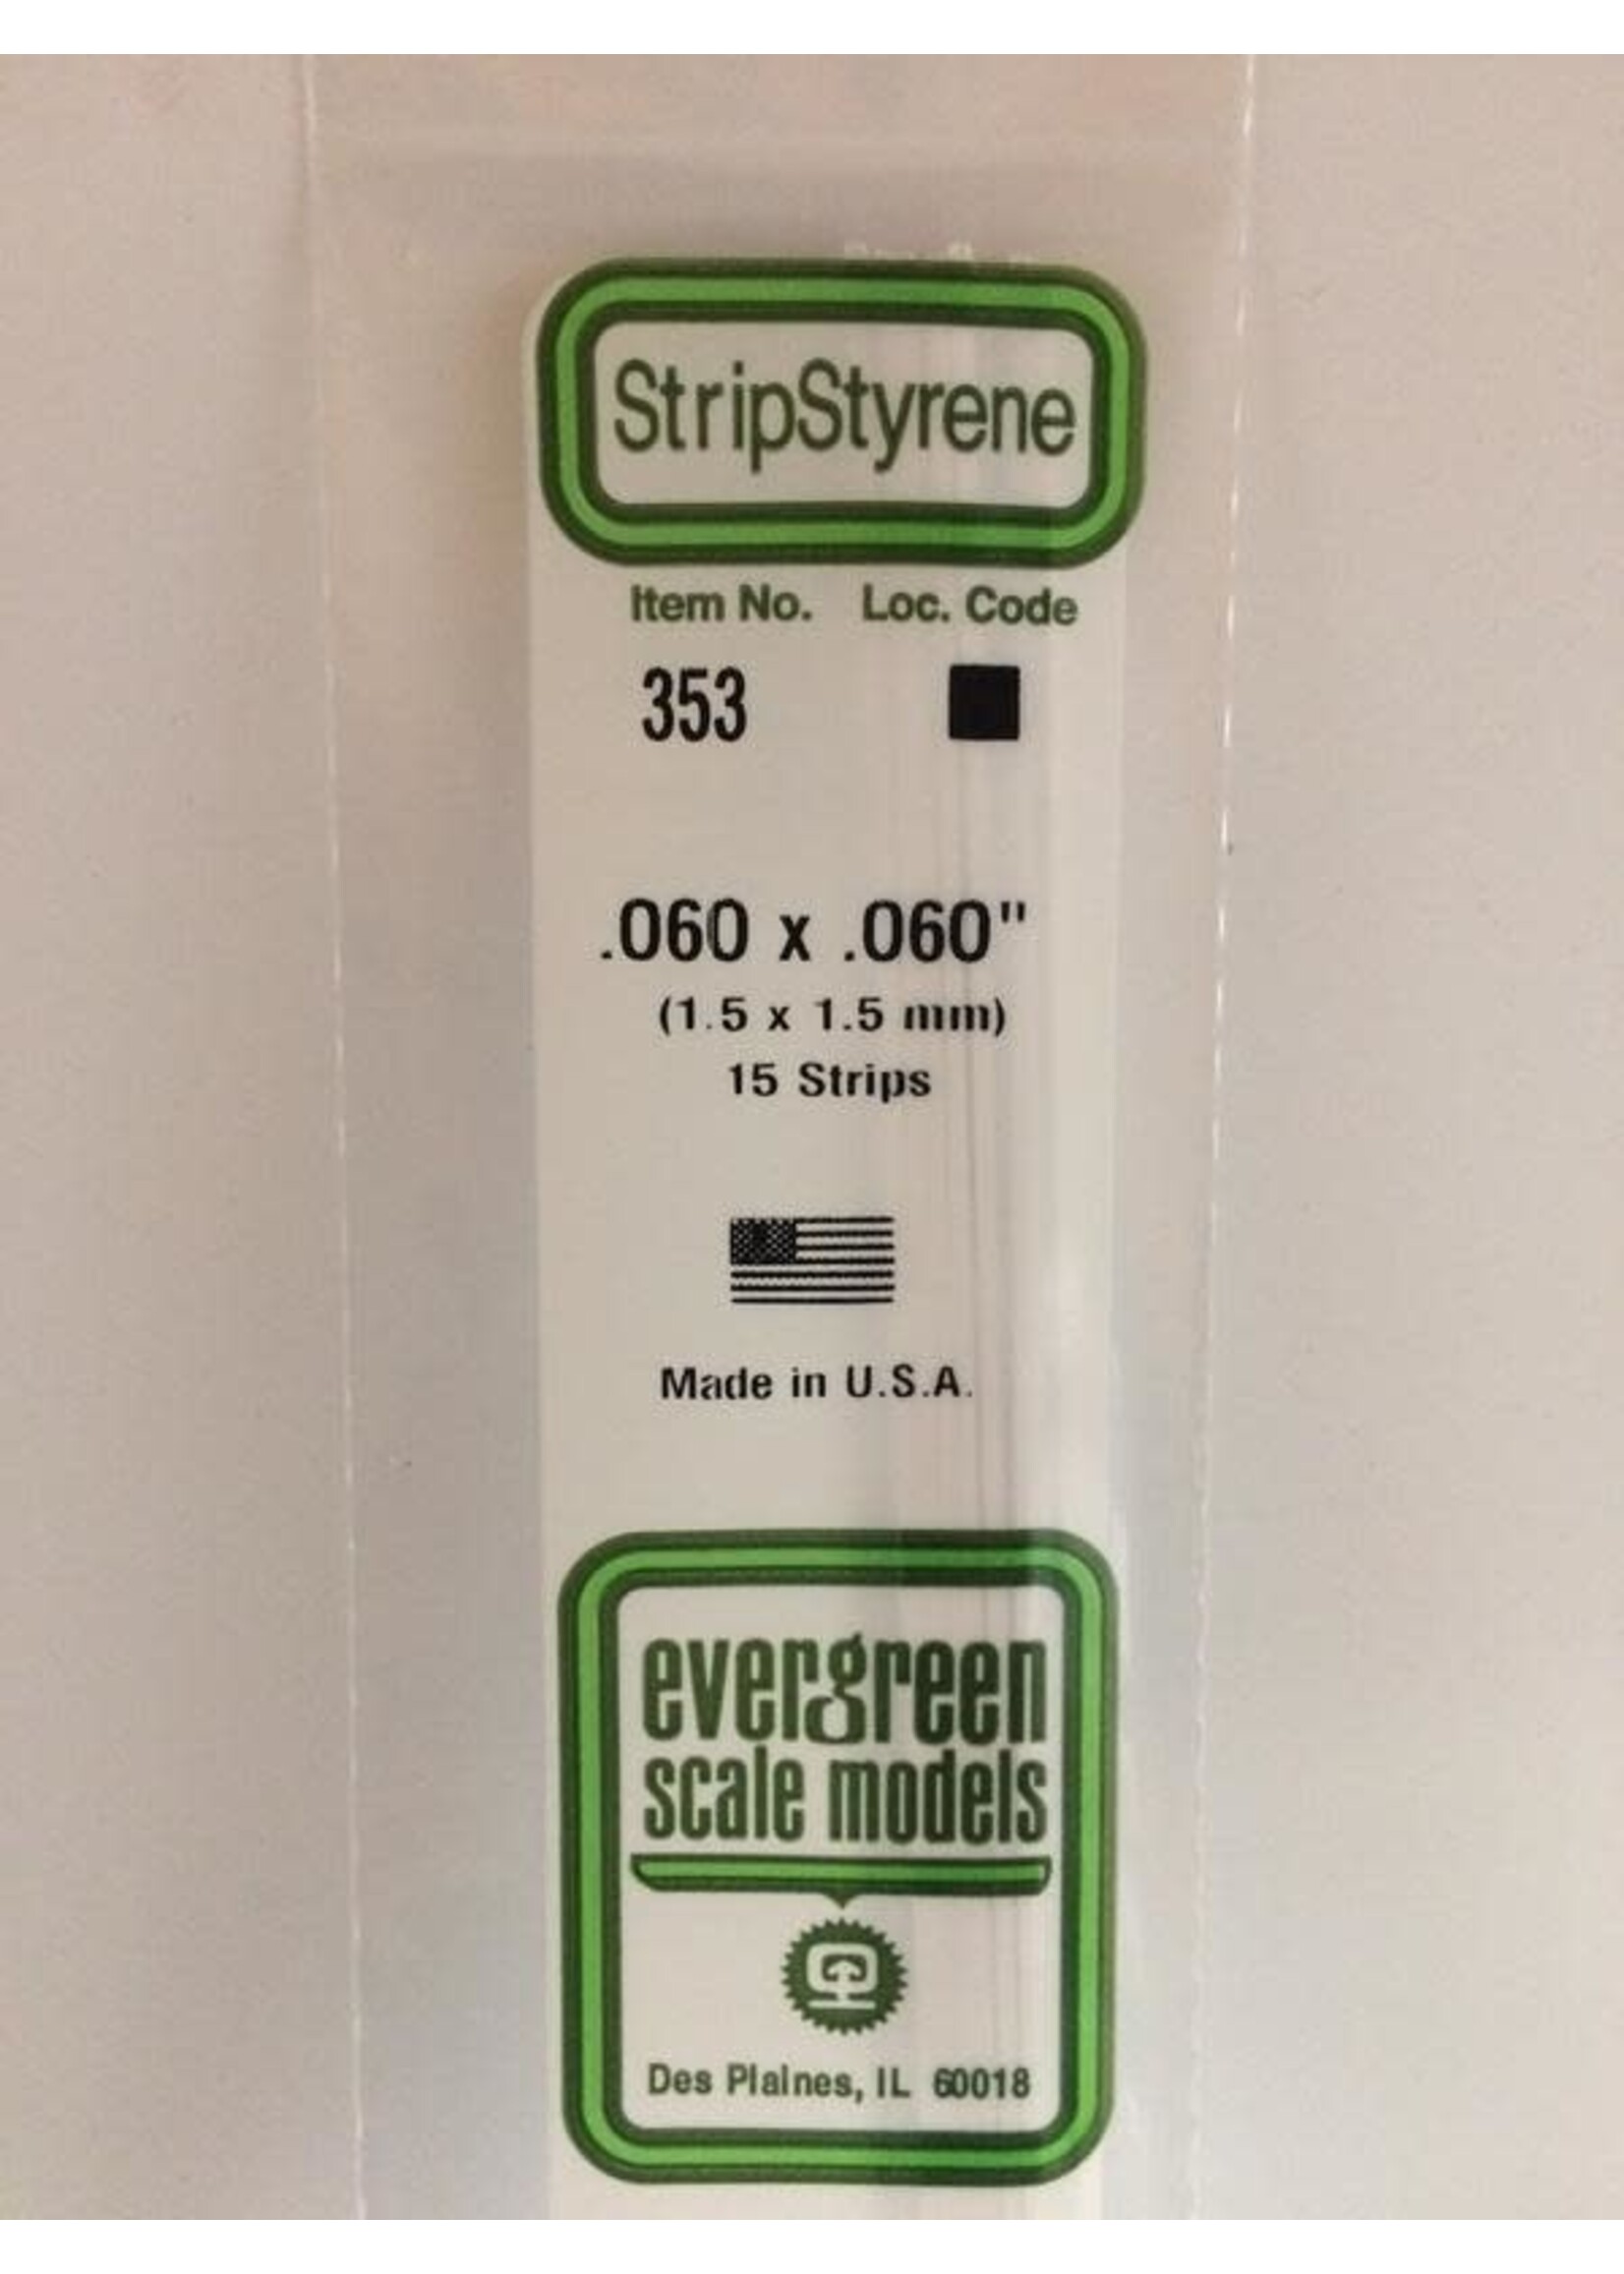 StripStyrene
Item No. Loc. Code
353
.060 x .060"
(1.5 x 1.5 mm)
15 Strips
Made in U.S.A.
evergreen
scale models
Des Plaines, IL 60018